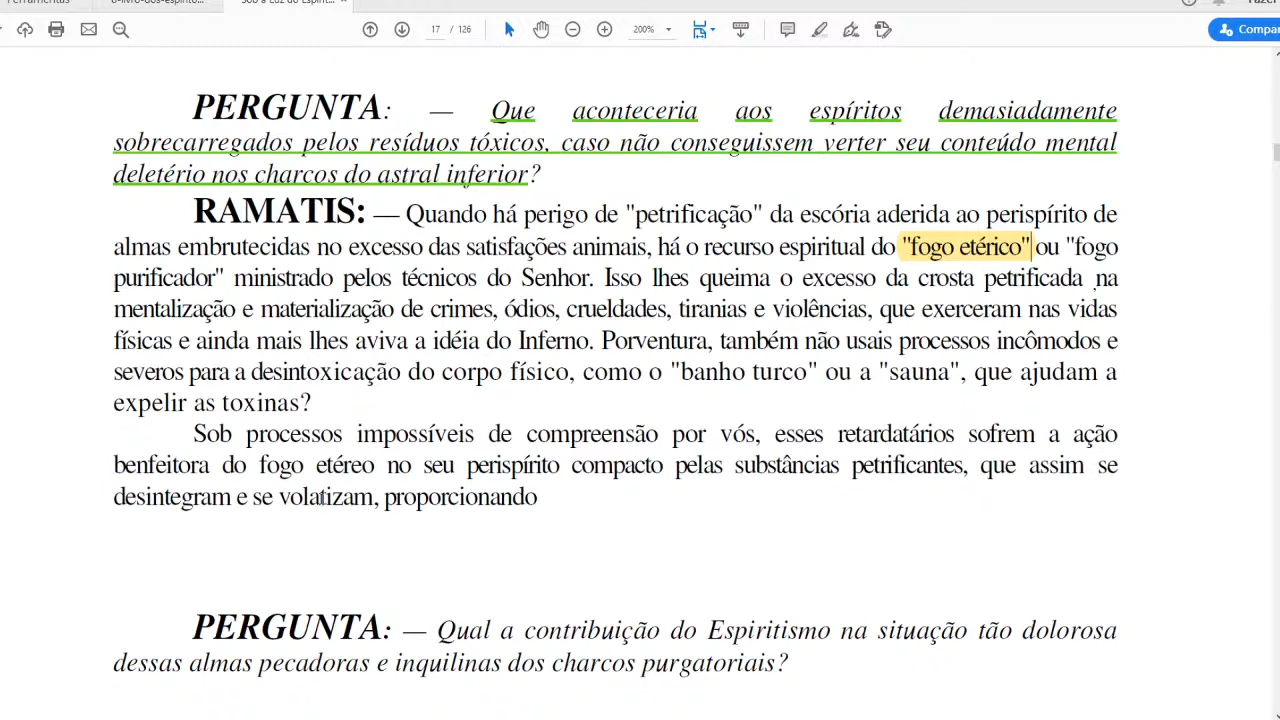 17 / 126
200%
Compar
PERGUNTA: — Que aconteceria aos espíritos demasiadamente
sobrecarregados pelos resíduos tóxicos, caso não conseguissem verter seu conteúdo mental
deletério nos charcos do astral inferior?
RAMATIS: — Quando há perigo de "petrificação" da escória aderida ao perispírito de
almas embrutecidas no excesso das satisfações animais, há o recurso espiritual do "fogo etérico" ou "fogo
purificador" ministrado pelos técnicos do Senhor. Isso lhes queima o excesso da crosta petrificada ,na
mentalização e materialização de crimes, ódios, crueldades, tiranias e violências, que exerceram nas vidas
físicas e ainda mais lhes aviva a idéia do Inferno. Porventura, também não usais processos incômodos e
severos para a desintoxicação do corpo físico, como o "banho turco" ou a "sauna", que ajudam a
expelir as toxinas?
Sob processos impossíveis de compreensão por vós, esses retardatários sofrem a ação
benfeitora do fogo etéreo no seu perispírito compacto pelas substâncias petrificantes, que assim se
desintegram e se volatizam, proporcionando
PERGUNTA: — Qual a contribuição do Espiritismo na situação tão dolorosa
dessas almas pecadoras e inquilinas dos charcos purgatoriais?